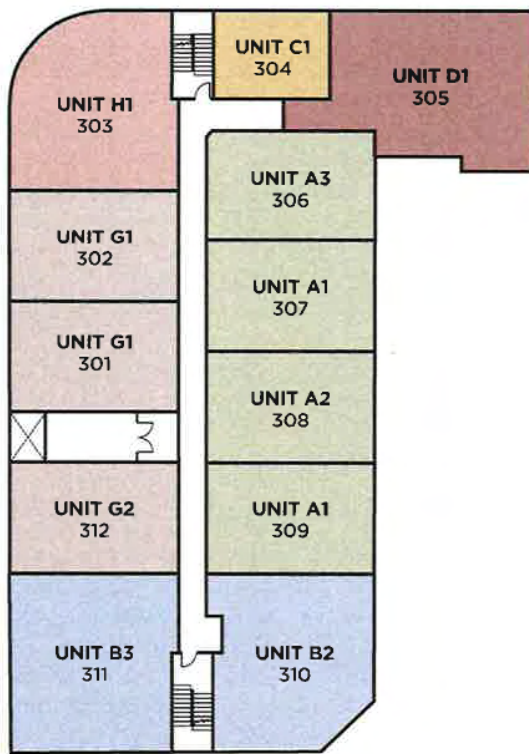 UNIT C1
304
UNIT D1
305
UNIT H1
303
UNIT A3
306
UNIT G1
302
UNIT A1
307
UNIT G1
301
UNIT A2
308
UNIT G2
312
UNIT A1
309
UNIT B3
311
UNIT B2
310